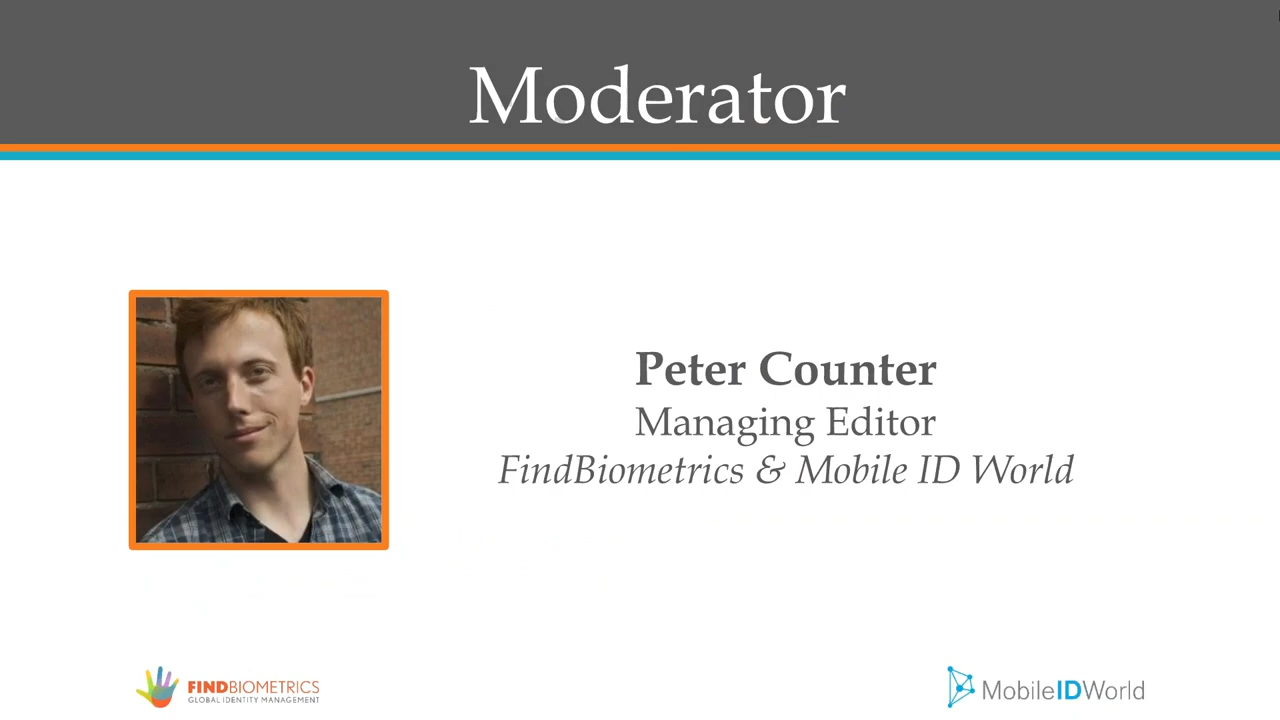 Moderator
Peter Counter
Managing Editor
FindBiometrics & Mobile ID World
FINDBIOMETRICS
GLOBAL IDENTITY MANAGEMENT
MobileIDWorld